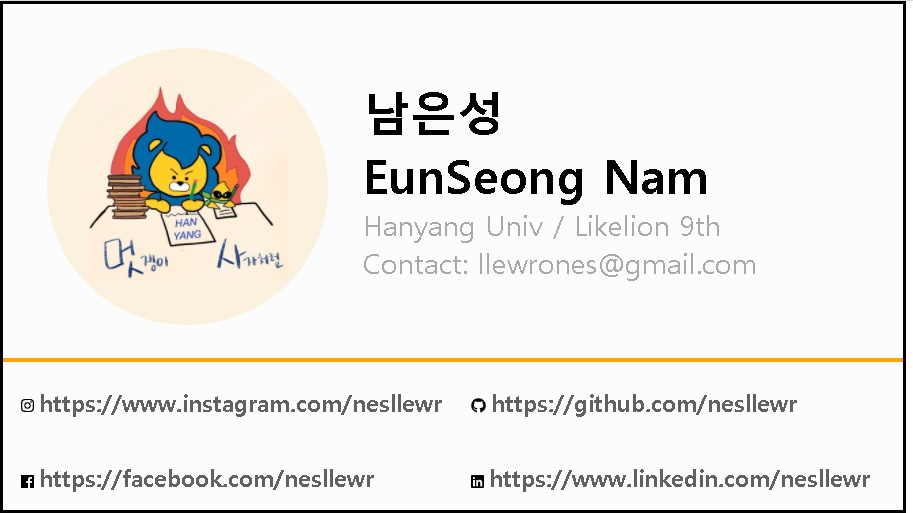 HAN
YANG
멋쟁이 사자처럼
남은성
EunSeong Nam
Hanyang Univ / Likelion 9th
Contact: llewrones@gmail.com
https://www.instagram.com/nesllewr
https://github.com/nesllewr
https://facebook.com/nesllewr
https://www.linkedin.com/nesllewr